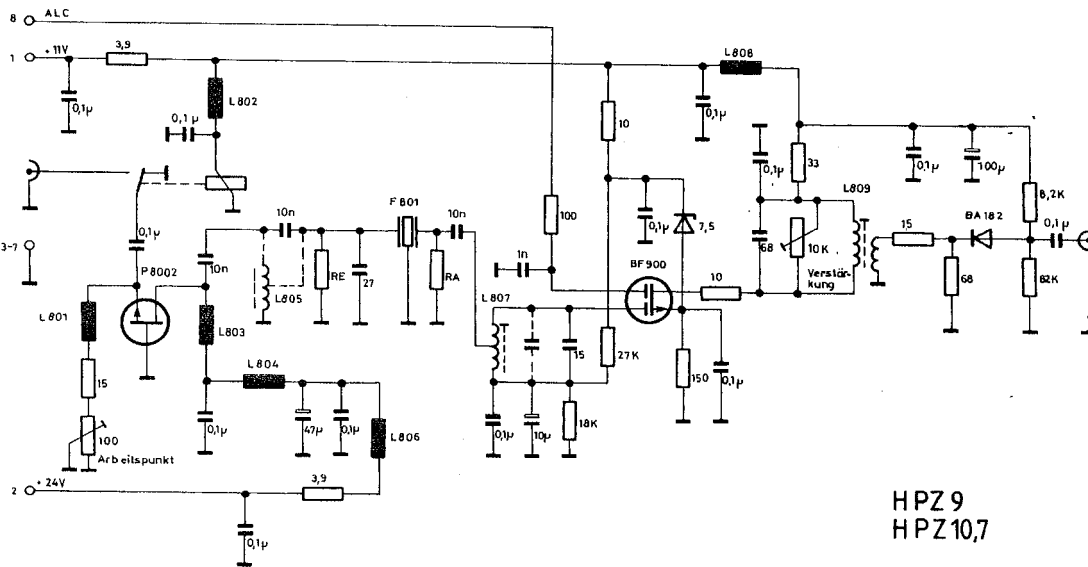 8 ALC
1 +11V
3,9
L808
0,1µ
L802
0,1µ
0,1µ
10
0,1µ
33
0,1µ
100µ
L809
8,2K
10n
F801
10n
100
0,1µ
7,5
68
10K
15
BA182
0,1µ
3-7
0,1µ
P8002
10n
L805
RE
27
RA
1n
BF900
10
Verstär-
kung
68
82K
L801
L803
L807
15
27K
15
L804
150
0,1µ
100
Arbeitspunkt
0,1µ
47µ
0,1µ
L806
0,1µ
10µ
18K
2 +24V
3,9
0,1µ
HPZ 9
HPZ 10,7